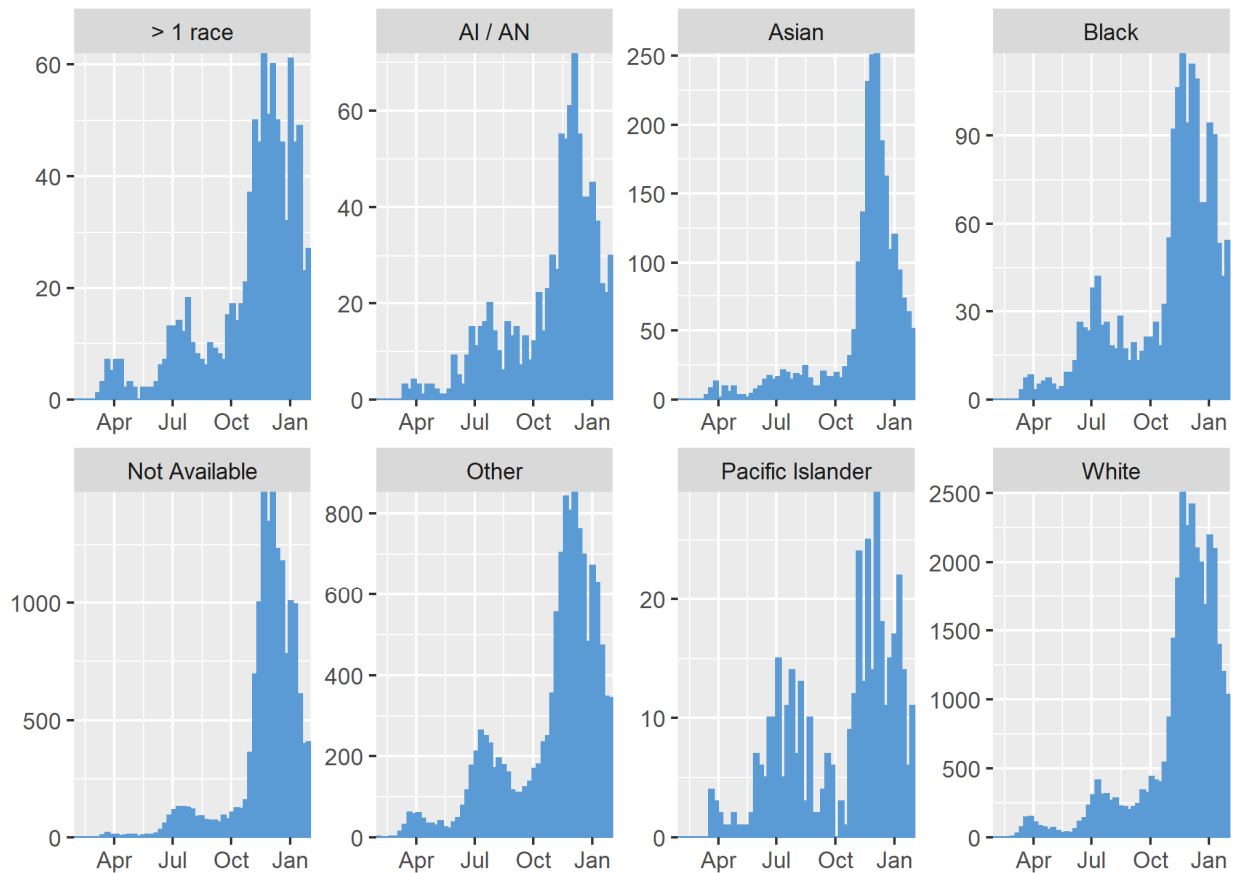 > 1 race
AI / AN
Asian
Black
60
40
20
0
60
40
20
0
250
200
150
100
50
0
90
60
30
0
Apr Jul Oct Jan
Apr Jul Oct Jan
Apr Jul Oct Jan
Apr Jul Oct Jan
Not Available
Other
Pacific Islander
White
1000
500
0
800
600
400
200
0
20
10
0
2500
2000
1500
1000
500
0
Apr Jul Oct Jan
Apr Jul Oct Jan
Apr Jul Oct Jan
Apr Jul Oct Jan